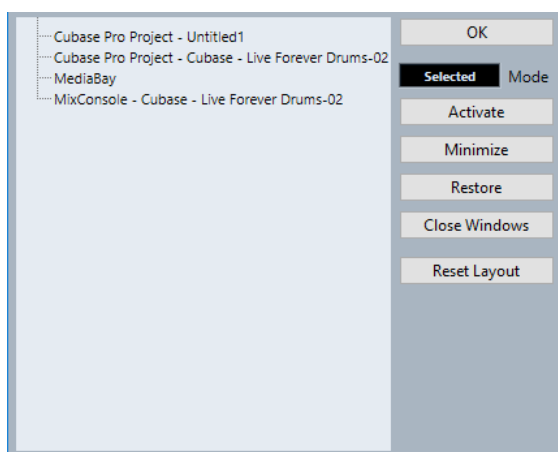 Cubase Pro Project - Untitled1
Cubase Pro Project - Cubase - Live Forever Drums-02
MediaBay
MixConsole - Cubase - Live Forever Drums-02
OK
Selected Mode
Activate
Minimize
Restore
Close Windows
Reset Layout